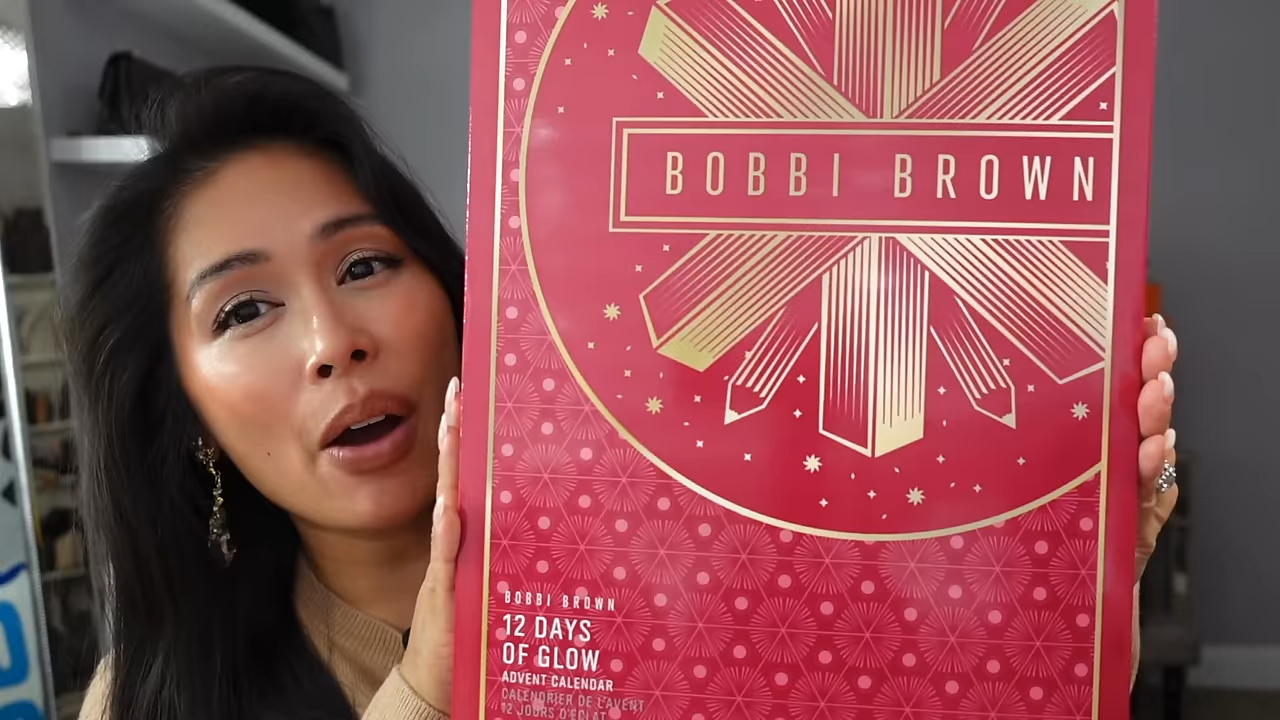 BOBBI BROWN
BOBBI BROWN
12 DAYS
OF GLOW
ADVENT CALENDAR
CALENDRIER DE L'AVENT
12 JOURS D'ÉCLAT